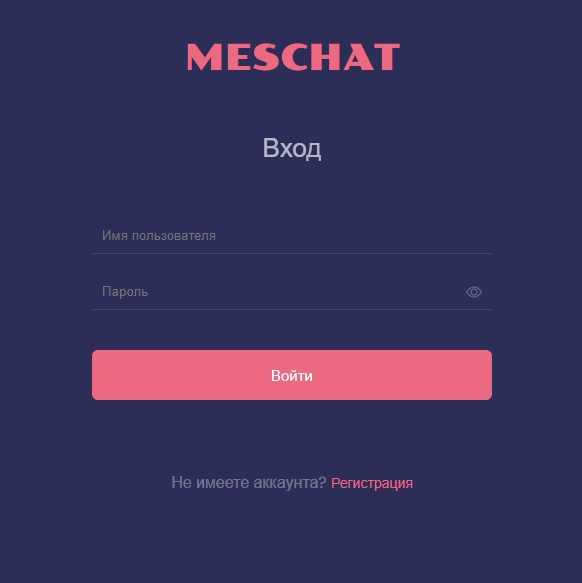 MESCHAT
Вход
Имя пользователя
Пароль
Войти
Не имеете аккаунта? Регистрация